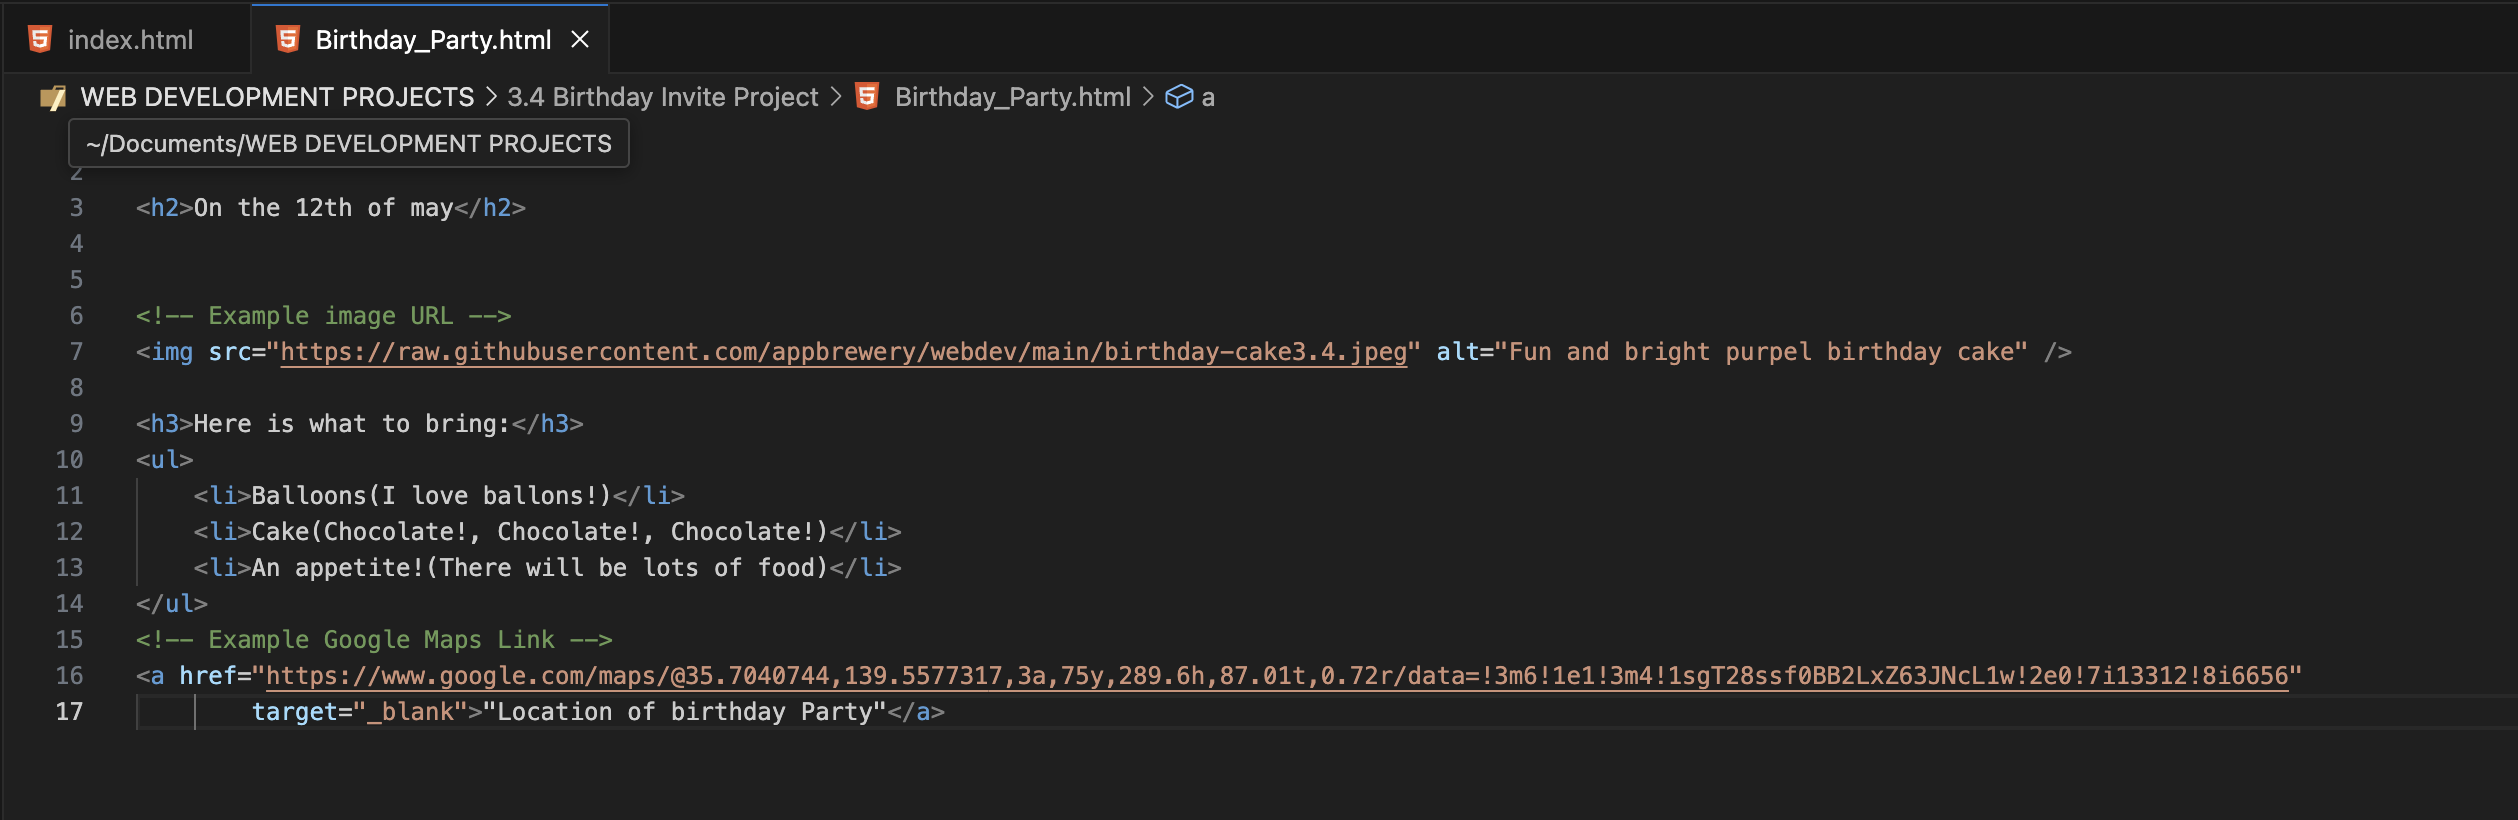 index.html
Birthday_Party.html
WEB DEVELOPMENT PROJECTS > 3.4 Birthday Invite Project > Birthday_Party.html > a
~/Documents/WEB DEVELOPMENT PROJECTS
2
3 <h2>On the 12th of may</h2>
4
5
6 <!-- Example image URL -->
7 <img src="https://raw.githubusercontent.com/appbrewery/webdev/main/birthday-cake3.4.jpeg" alt="Fun and bright purpel birthday cake" />
8
9 <h3>Here is what to bring:</h3>
10 <ul>
11 <li>Balloons(I love ballons!)</li>
12 <li>Cake(Chocolate!, Chocolate!, Chocolate!)</li>
13 <li>An appetite!(There will be lots of food)</li>
14 </ul>
15 <!-- Example Google Maps Link -->
16 <a href="https://www.google.com/maps/@35.7040744,139.5577317,3a,75y,289.6h,87.01t,0.72r/data=!3m6!1e1!3m4!1sgT28ssf0BB2LxZ63JNcL1w!2e0!7i13312!8i6656"
17 target="_blank">"Location of birthday Party"</a>